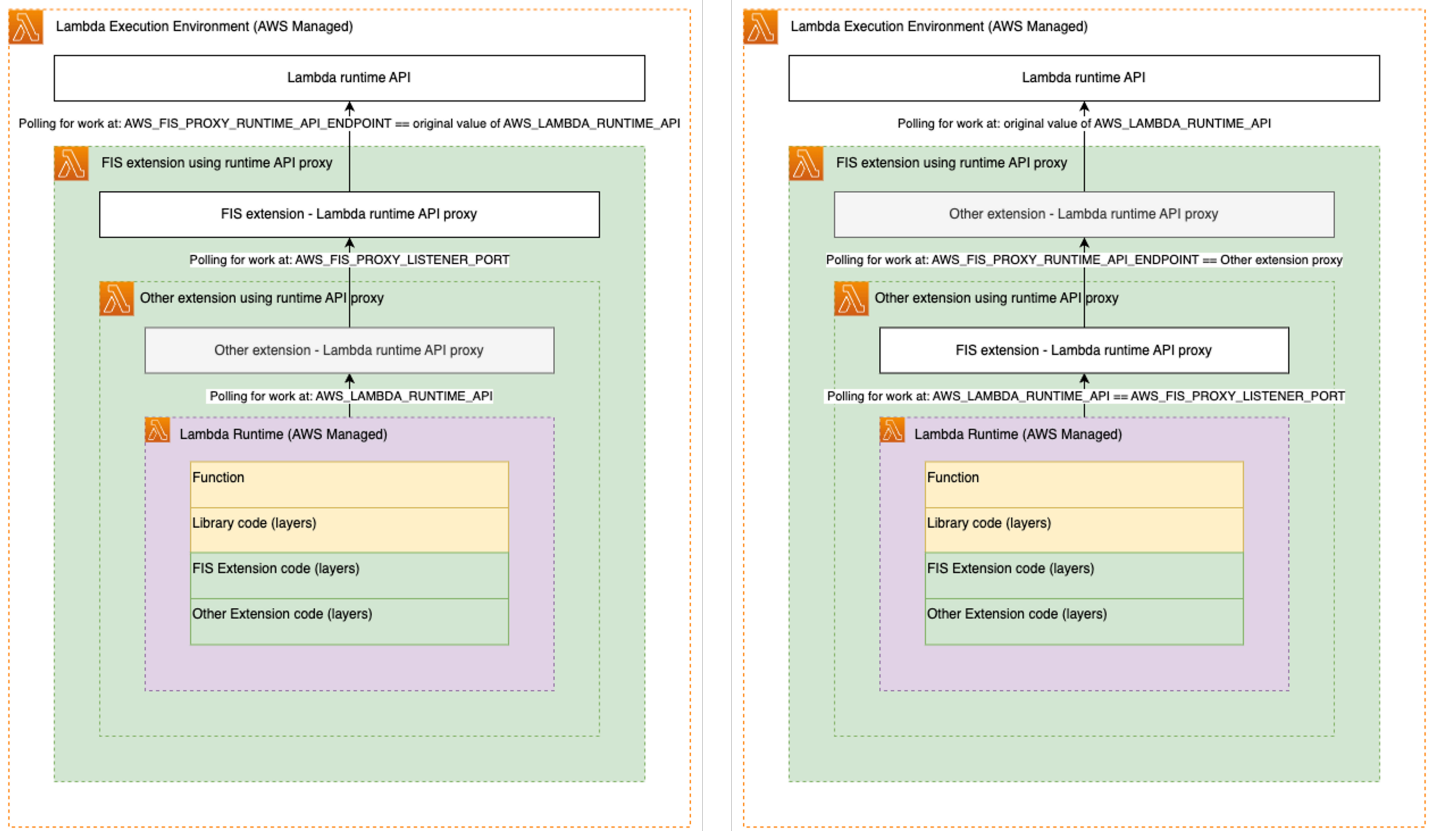 Lambda Execution Environment (AWS Managed)
Lambda runtime API
Polling for work at: AWS_FIS_PROXY_RUNTIME_API_ENDPOINT == original value of AWS_LAMBDA_RUNTIME_API
FIS extension using runtime API proxy
FIS extension - Lambda runtime API proxy
Polling for work at: AWS_FIS_PROXY_LISTENER_PORT
Other extension using runtime API proxy
Other extension - Lambda runtime API proxy
Polling for work at: AWS_LAMBDA_RUNTIME_API
Lambda Runtime (AWS Managed)
Function
Library code (layers)
FIS Extension code (layers)
Other Extension code (layers)
Lambda Execution Environment (AWS Managed)
Lambda runtime API
Polling for work at: original value of AWS_LAMBDA_RUNTIME_API
FIS extension using runtime API proxy
Other extension - Lambda runtime API proxy
Polling for work at: AWS_FIS_PROXY_RUNTIME_API_ENDPOINT == Other extension proxy
Other extension using runtime API proxy
FIS extension - Lambda runtime API proxy
Polling for work at: AWS_LAMBDA_RUNTIME_API == AWS_FIS_PROXY_LISTENER_PORT
Lambda Runtime (AWS Managed)
Function
Library code (layers)
FIS Extension code (layers)
Other Extension code (layers)